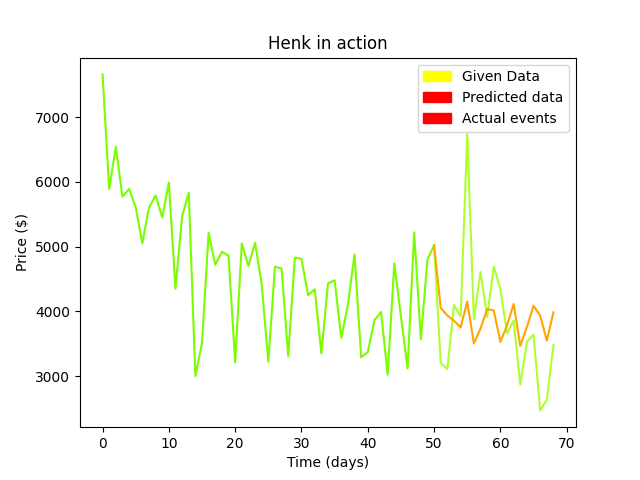 Henk in action
Given Data
Predicted data
Actual events
Price ($)
7000
6000
5000
4000
3000
0 10 20 30 40 50 60 70
Time (days)